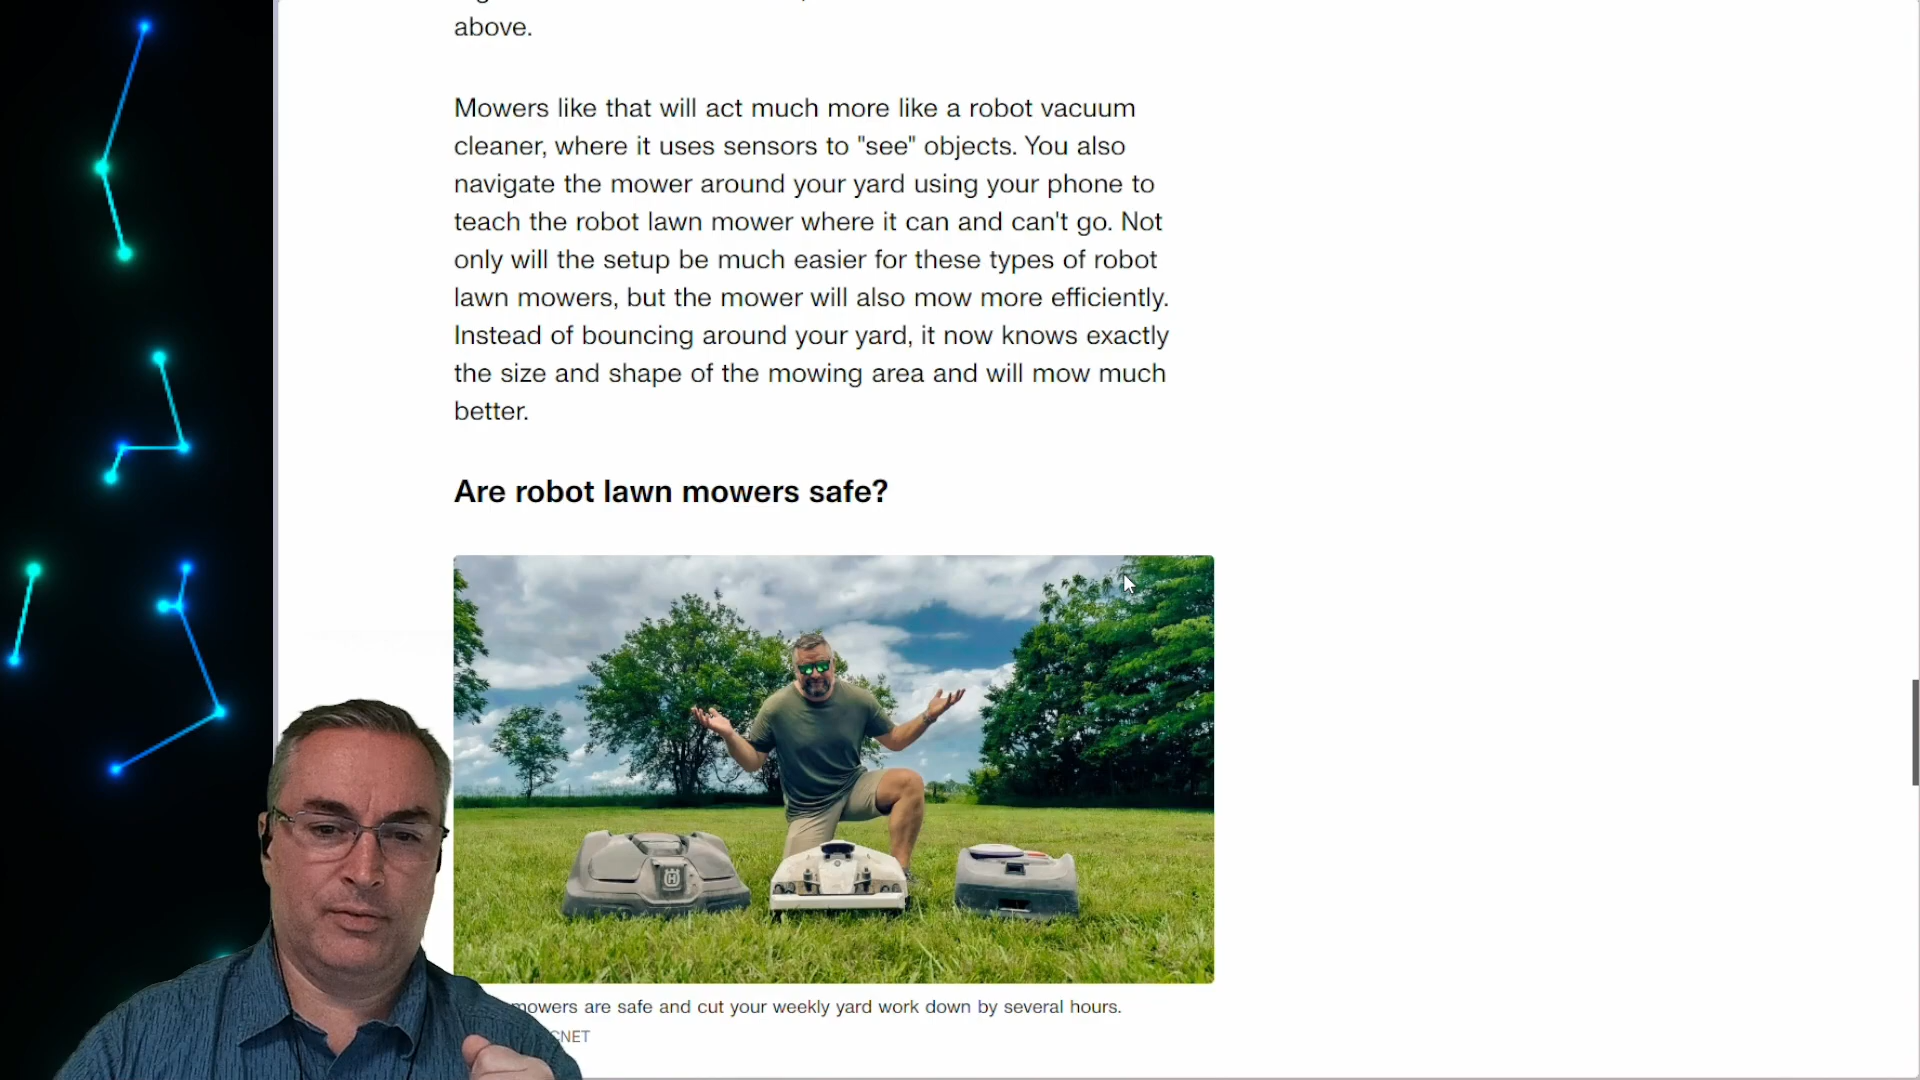 above.
Mowers like that will act much more like a robot vacuum
cleaner, where it uses sensors to "see" objects. You also
navigate the mower around your yard using your phone to
teach the robot lawn mower where it can and can't go. Not
only will the setup be much easier for these types of robot
lawn mowers, but the mower will also mow more efficiently.
Instead of bouncing around your yard, it now knows exactly
the size and shape of the mowing area and will mow much
better.
Are robot lawn mowers safe?
mowers are safe and cut your weekly yard work down by several hours.
CNET